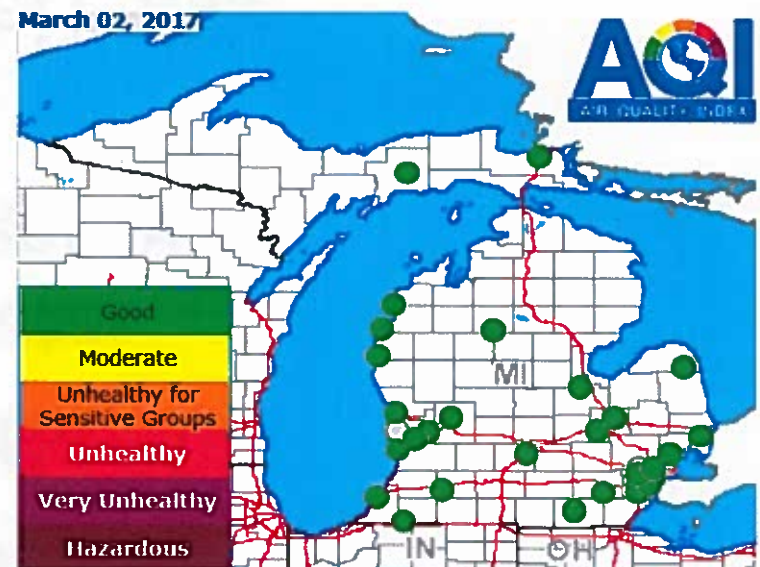 March 02, 2017
AQI
AIR QUALITY INDEX
Good
Moderate
Unhealthy for
Sensitive Groups
Unhealthy
Very Unhealthy
Hazardous
MI
IN
OH